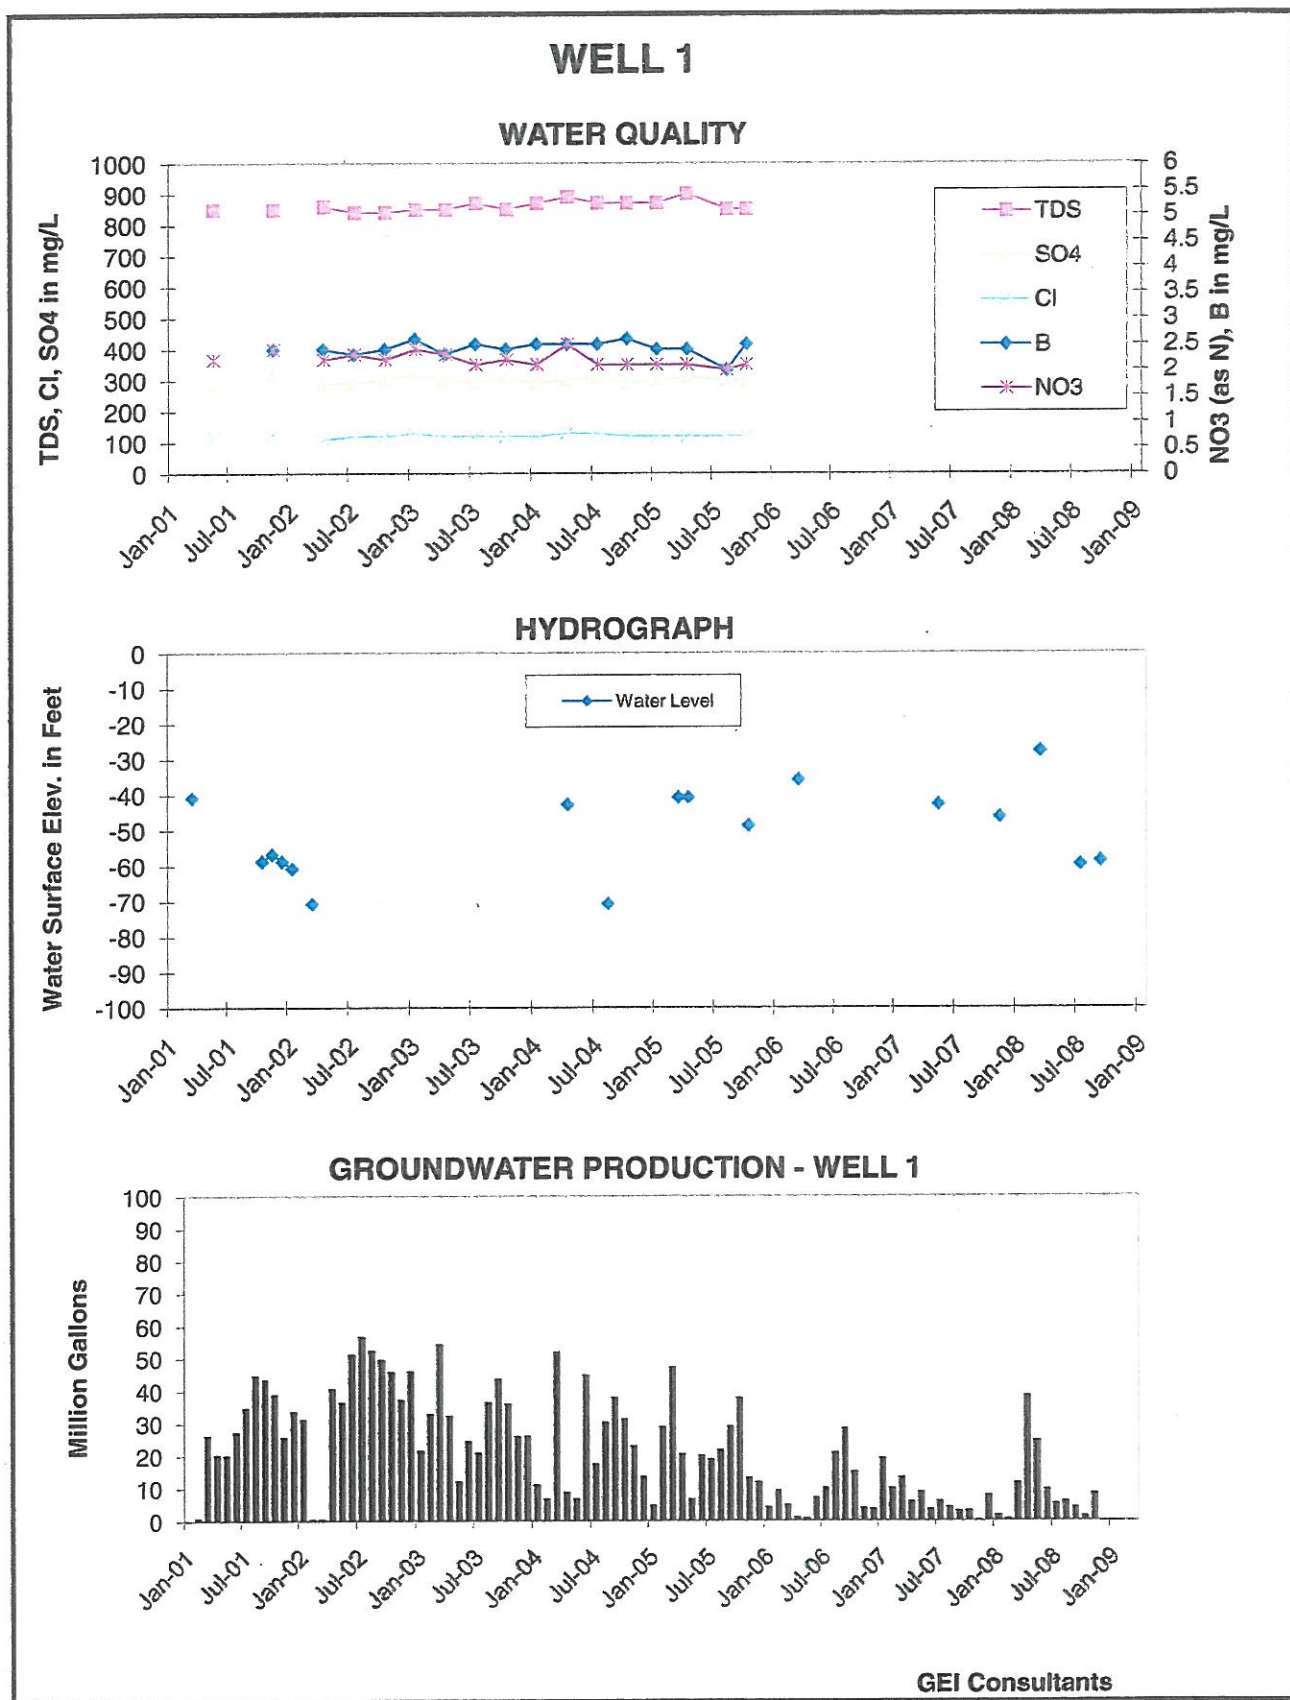 WELL 1
WATER QUALITY
TDS, Cl, SO4 in mg/L
1000
900
800
700
600
500
400
300
200
100
0
6
5.5
5
4.5
4
3.5
3
2.5
2
1.5
1
0.5
0
NO3 (as N), B in mg/L
TDS
SO4
Cl
B
NO3
Jan-01 Jul-01 Jan-02 Jul-02 Jan-03 Jul-03 Jan-04 Jul-04 Jan-05 Jul-05 Jan-06 Jul-06 Jan-07 Jul-07 Jan-08 Jul-08 Jan-09
HYDROGRAPH
Water Surface Elev. in Feet
0
-10
-20
-30
-40
-50
-60
-70
-80
-90
-100
Water Level
Jan-01 Jul-01 Jan-02 Jul-02 Jan-03 Jul-03 Jan-04 Jul-04 Jan-05 Jul-05 Jan-06 Jul-06 Jan-07 Jul-07 Jan-08 Jul-08 Jan-09
GROUNDWATER PRODUCTION - WELL 1
Million Gallons
100
90
80
70
60
50
40
30
20
10
0
Jan-01 Jul-01 Jan-02 Jul-02 Jan-03 Jul-03 Jan-04 Jul-04 Jan-05 Jul-05 Jan-06 Jul-06 Jan-07 Jul-07 Jan-08 Jul-08 Jan-09
GEI Consultants